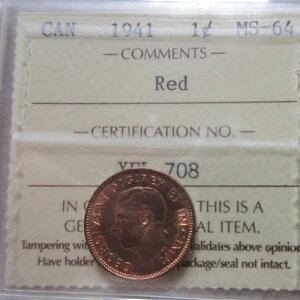 CAN 1941 1¢ MS-64
— COMMENTS —
Red
— CERTIFICATION NO. —
708
IN THIS IS A
ITEM.
Tampering validates above opinion
Have holder package/seal not intact.